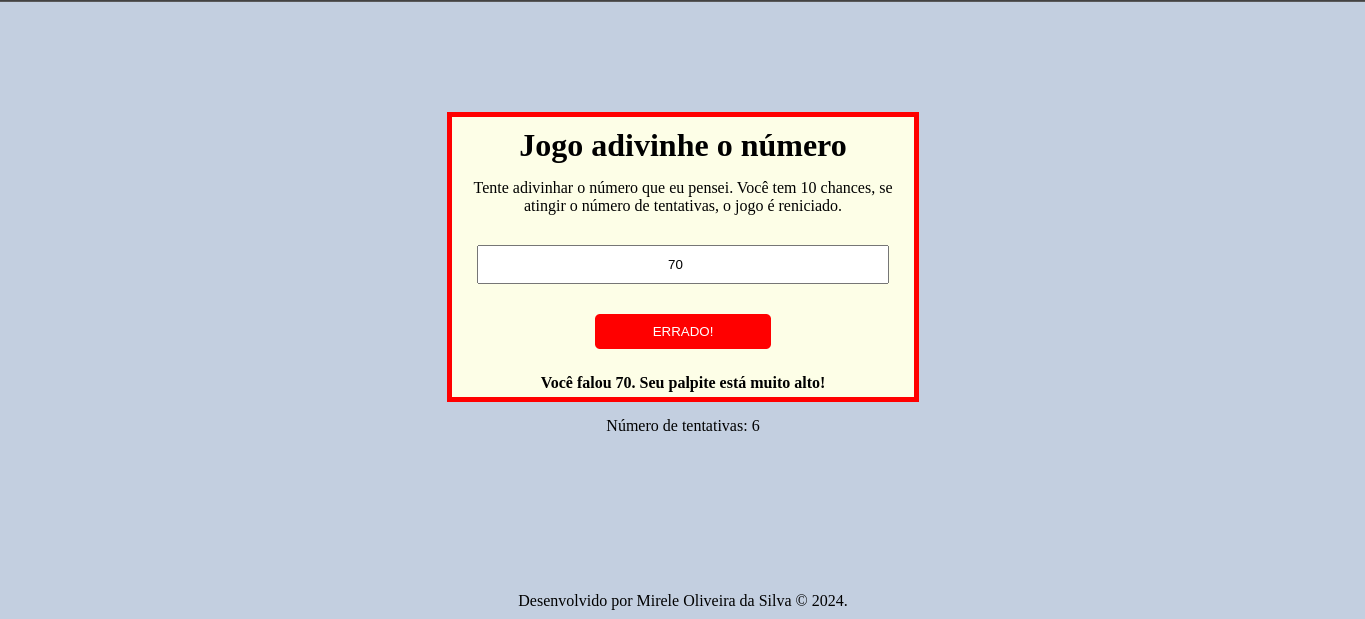 Jogo adivinhe o número
Tente adivinhar o número que eu pensei. Você tem 10 chances, se
atingir o número de tentativas, o jogo é reniciado.
70
ERRADO!
Você falou 70. Seu palpite está muito alto!
Número de tentativas: 6
Desenvolvido por Mirele Oliveira da Silva © 2024.